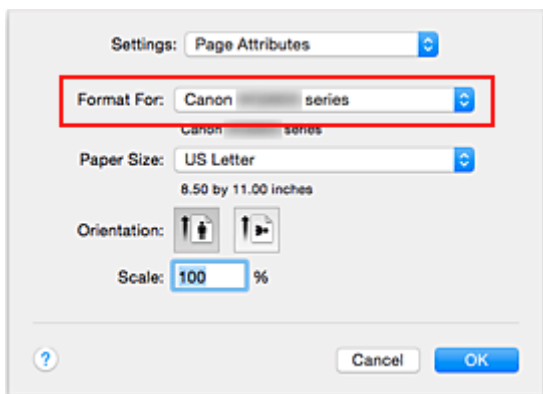 Settings: Page Attributes
Format For: Canon series
Canon series
Paper Size: US Letter
8.50 by 11.00 inches
Orientation:
Scale: 100 %
? Cancel OK